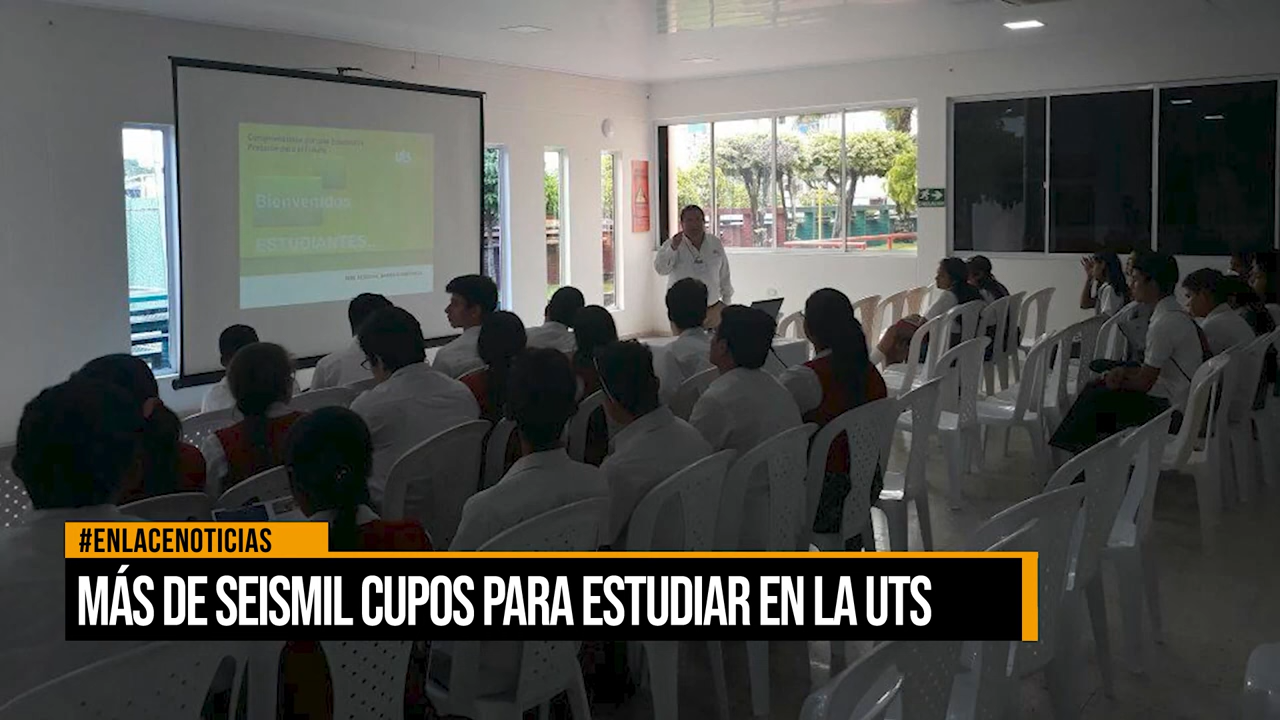 Bienvenidos
ESTUDIANTES...
#ENLACENOTICIAS
MÁS DE SEISMIL CUPOS PARA ESTUDIAR EN LA UTS